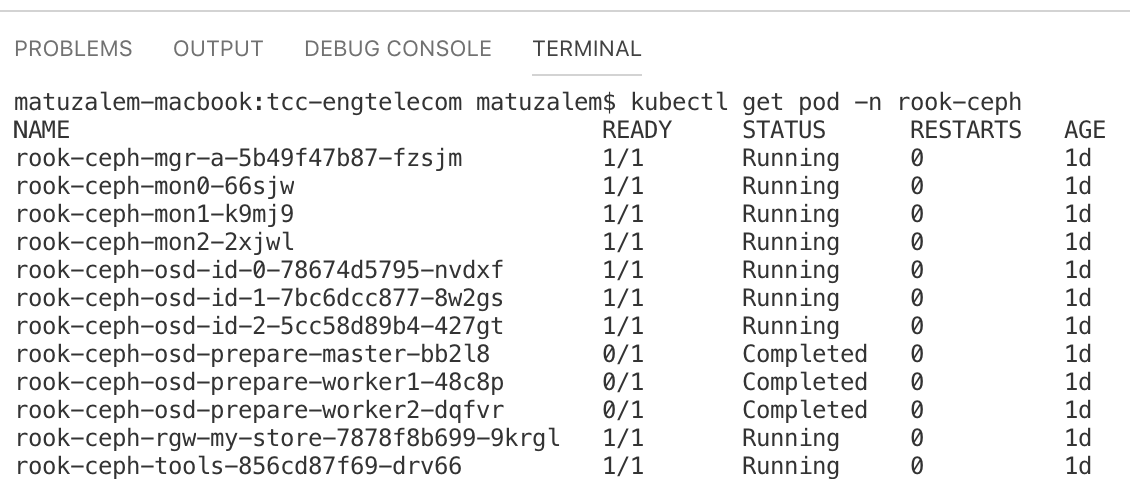 PROBLEMS OUTPUT DEBUG CONSOLE TERMINAL
matuzalem-macbook:tcc-engtelecom matuzalem$ kubectl get pod -n rook-ceph
NAME READY STATUS RESTARTS AGE
rook-ceph-mgr-a-5b49f47b87-fzsjm 1/1 Running 0 1d
rook-ceph-mon0-66sjw 1/1 Running 0 1d
rook-ceph-mon1-k9mj9 1/1 Running 0 1d
rook-ceph-mon2-2xjwl 1/1 Running 0 1d
rook-ceph-osd-id-0-78674d5795-nvdxf 1/1 Running 0 1d
rook-ceph-osd-id-1-7bc6dcc877-8w2gs 1/1 Running 0 1d
rook-ceph-osd-id-2-5cc58d89b4-427gt 1/1 Running 0 1d
rook-ceph-osd-prepare-master-bb2l8 0/1 Completed 0 1d
rook-ceph-osd-prepare-worker1-48c8p 0/1 Completed 0 1d
rook-ceph-osd-prepare-worker2-dqfvr 0/1 Completed 0 1d
rook-ceph-rgw-my-store-7878f8b699-9krgl 1/1 Running 0 1d
rook-ceph-tools-856cd87f69-drv66 1/1 Running 0 1d